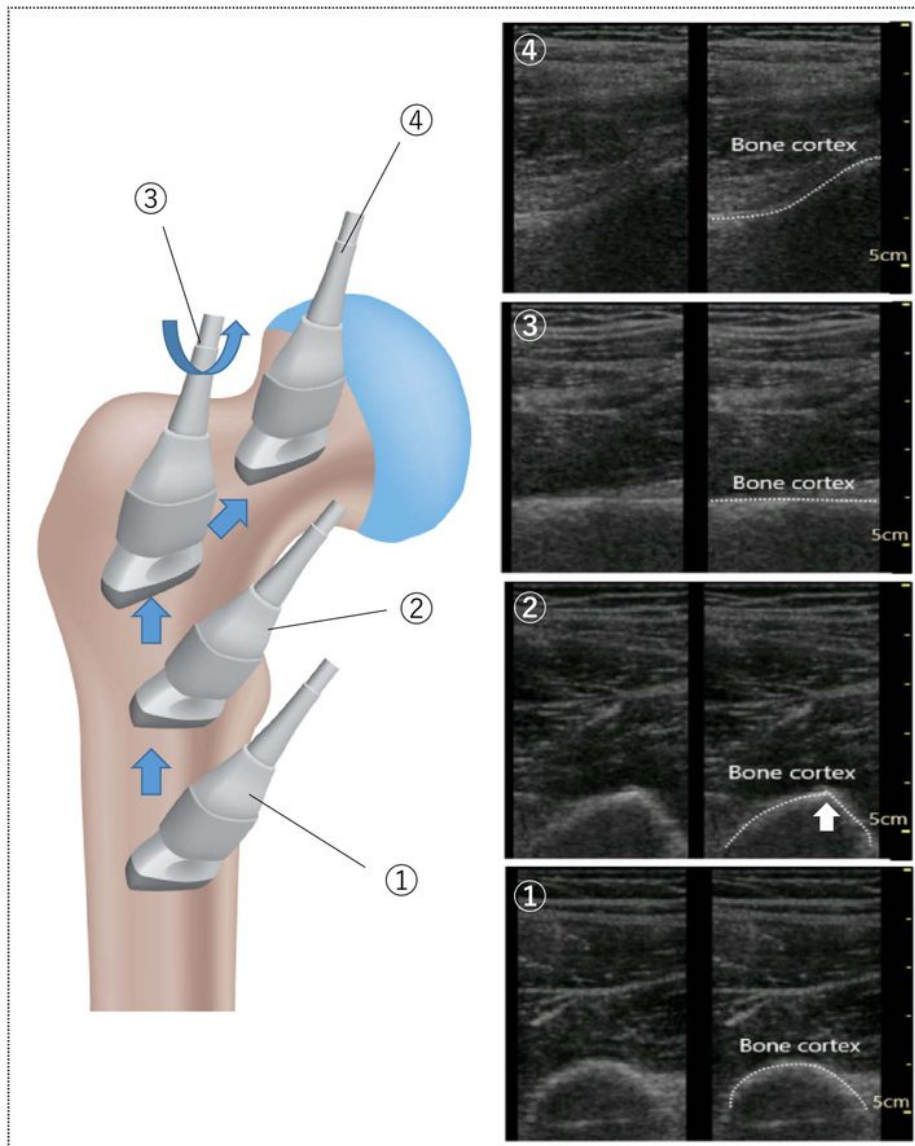 ④
③
②
①
④
Bone cortex
5cm
③
Bone cortex
5cm
②
Bone cortex
5cm
①
Bone cortex
5cm